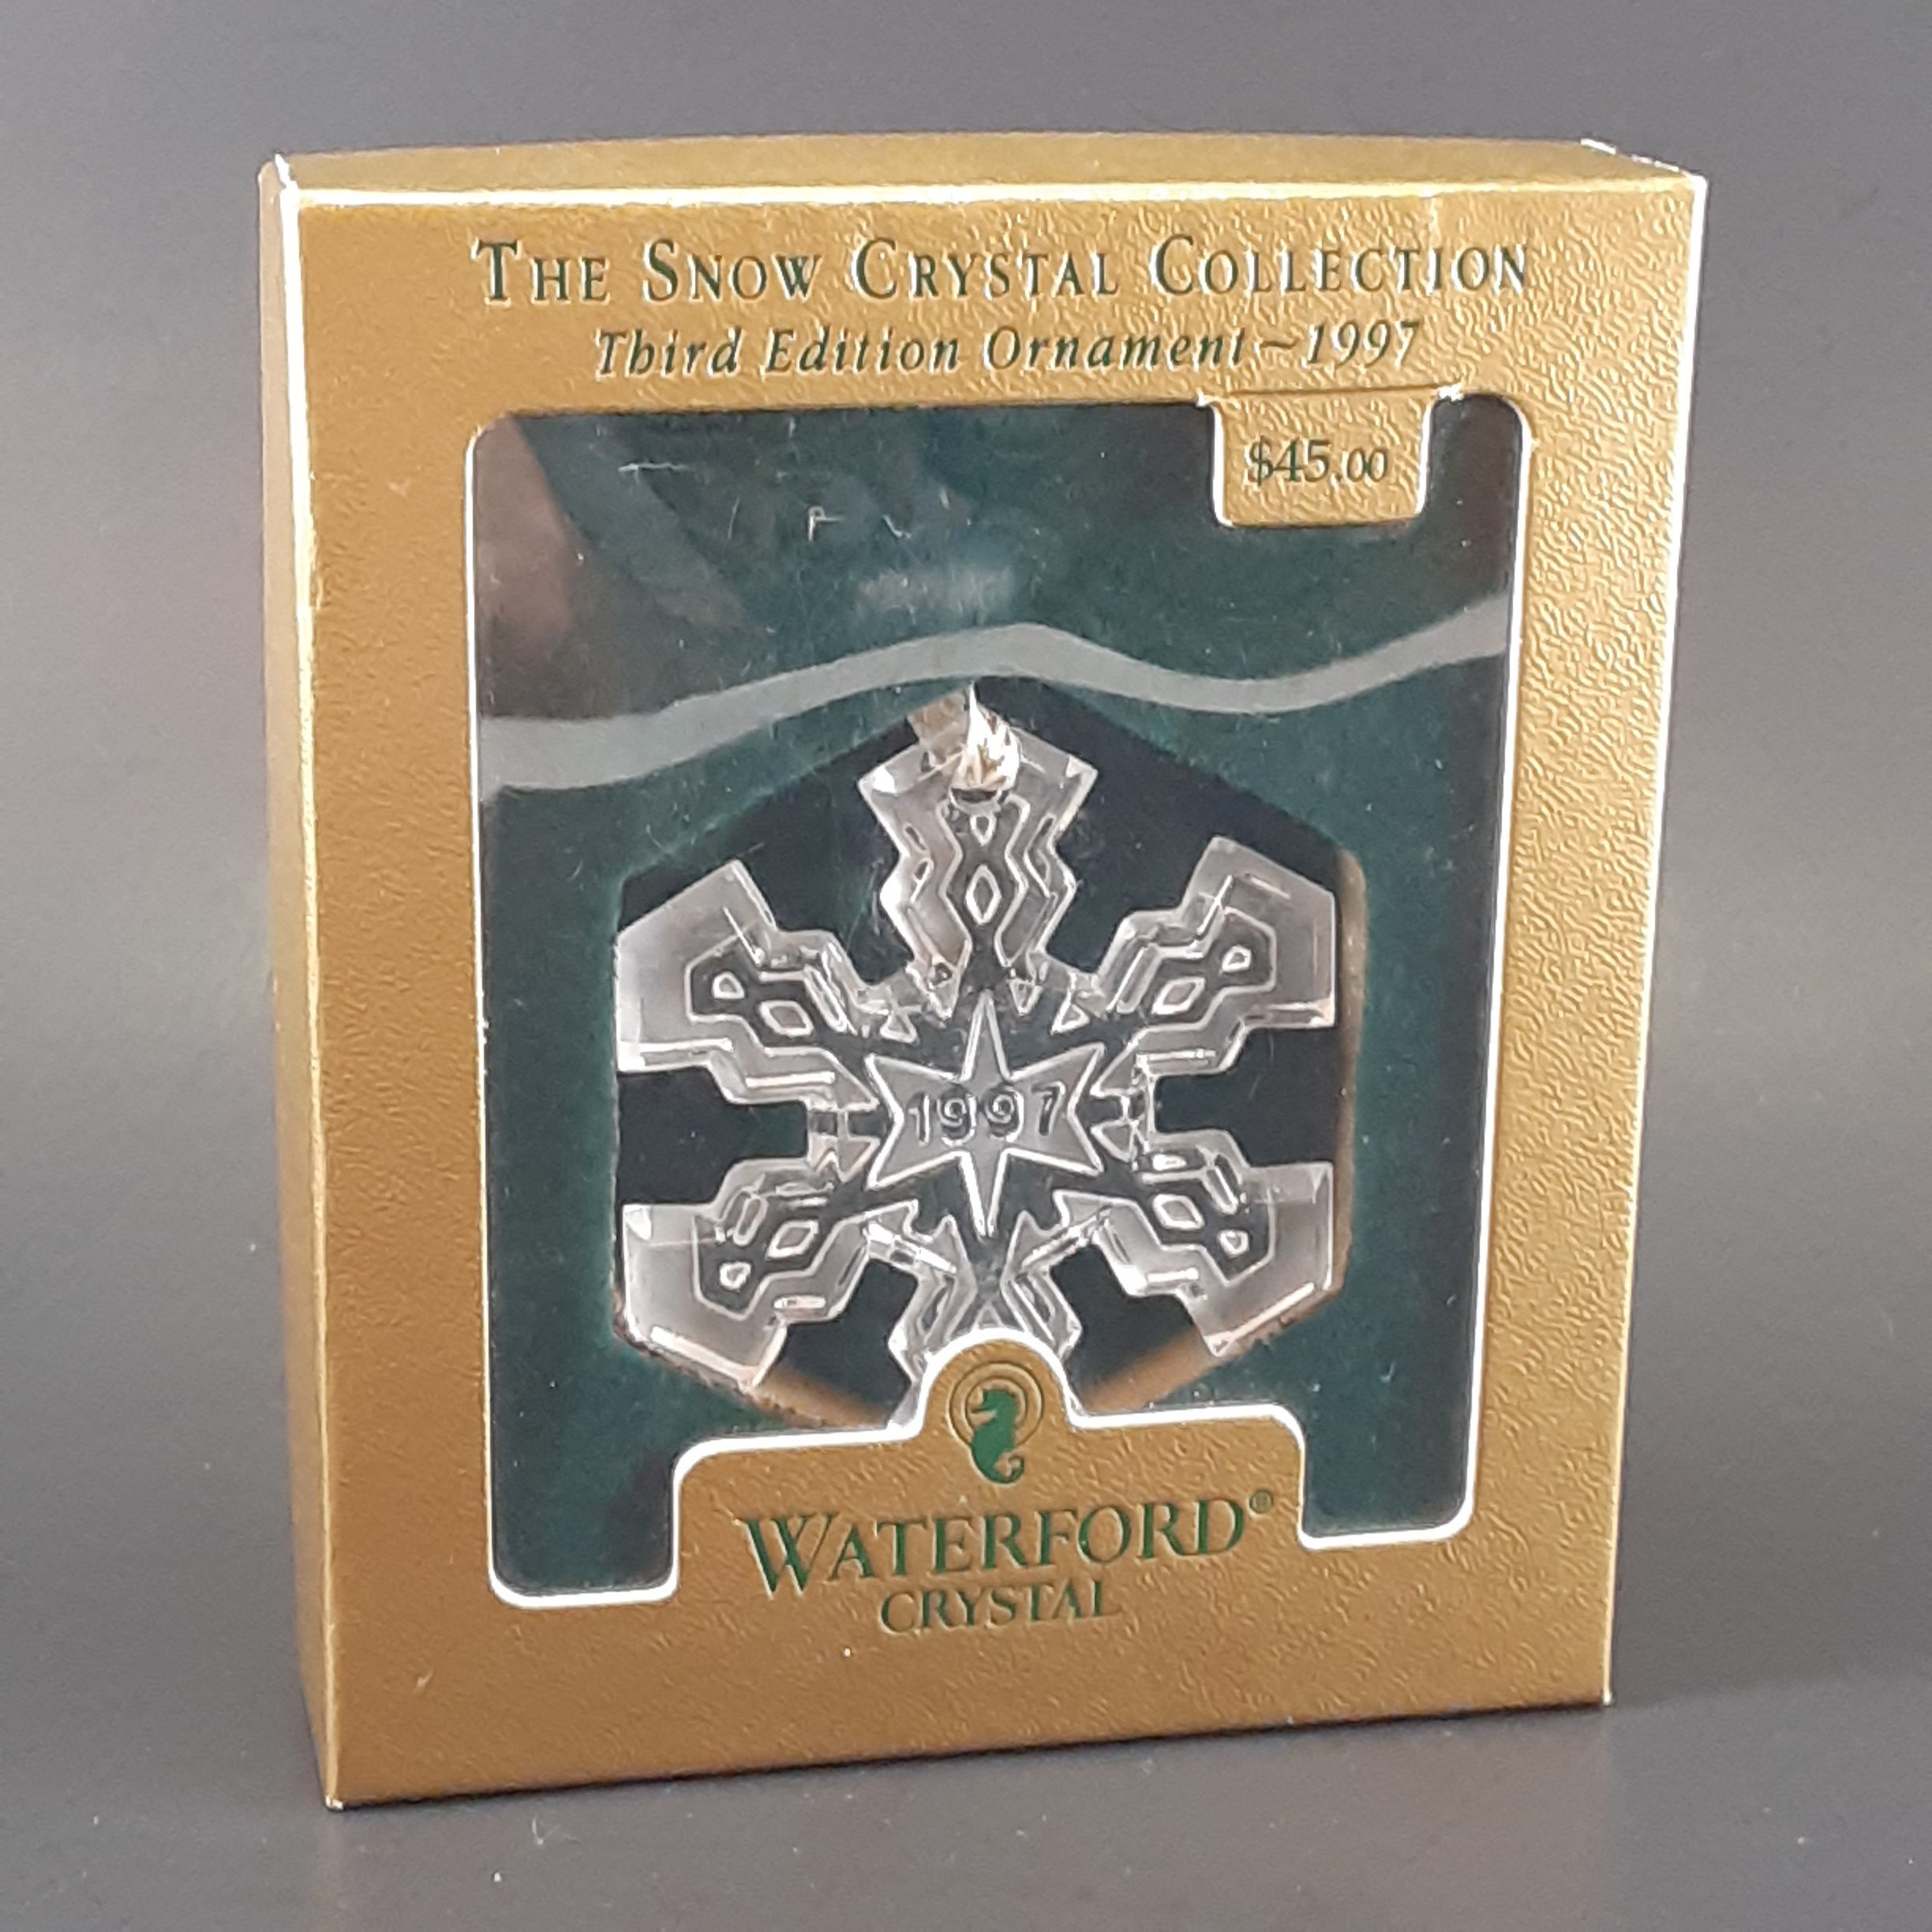 THE SNOW CRYSTAL COLLECTION
Third Edition Ornament~1997
$45.00
1997
WATERFORD®
CRYSTAL